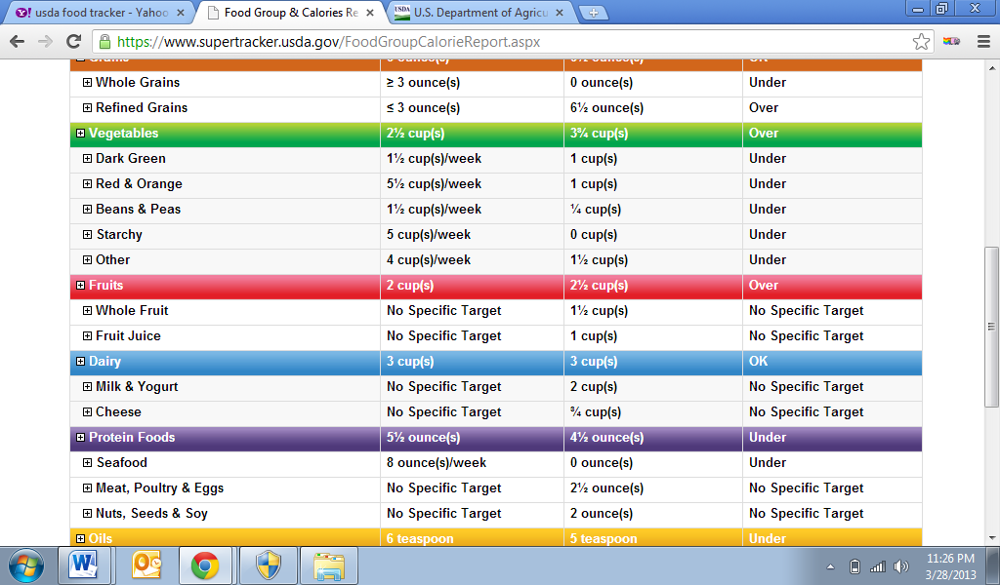 usda food tracker - Yahoo
Food Group & Calories Re
USDA U.S. Department of Agricu
https://www.supertracker.usda.gov/FoodGroupCalorieReport.aspx
Grains 6 ounce(s) 6½ ounce(s) OK
Whole Grains ≥ 3 ounce(s) 0 ounce(s) Under
Refined Grains ≤ 3 ounce(s) 6½ ounce(s) Over
Vegetables 2½ cup(s) 3¾ cup(s) Over
Dark Green 1½ cup(s)/week 1 cup(s) Under
Red & Orange 5½ cup(s)/week 1 cup(s) Under
Beans & Peas 1½ cup(s)/week ¼ cup(s) Under
Starchy 5 cup(s)/week 0 cup(s) Under
Other 4 cup(s)/week 1½ cup(s) Under
Fruits 2 cup(s) 2½ cup(s) Over
Whole Fruit No Specific Target 1½ cup(s) No Specific Target
Fruit Juice No Specific Target 1 cup(s) No Specific Target
Dairy 3 cup(s) 3 cup(s) OK
Milk & Yogurt No Specific Target 2 cup(s) No Specific Target
Cheese No Specific Target ¾ cup(s) No Specific Target
Protein Foods 5½ ounce(s) 4½ ounce(s) Under
Seafood 8 ounce(s)/week 0 ounce(s) Under
Meat, Poultry & Eggs No Specific Target 2½ ounce(s) No Specific Target
Nuts, Seeds & Soy No Specific Target 2 ounce(s) No Specific Target
Oils 6 teaspoon 5 teaspoon Under
11:26 PM
3/28/2013